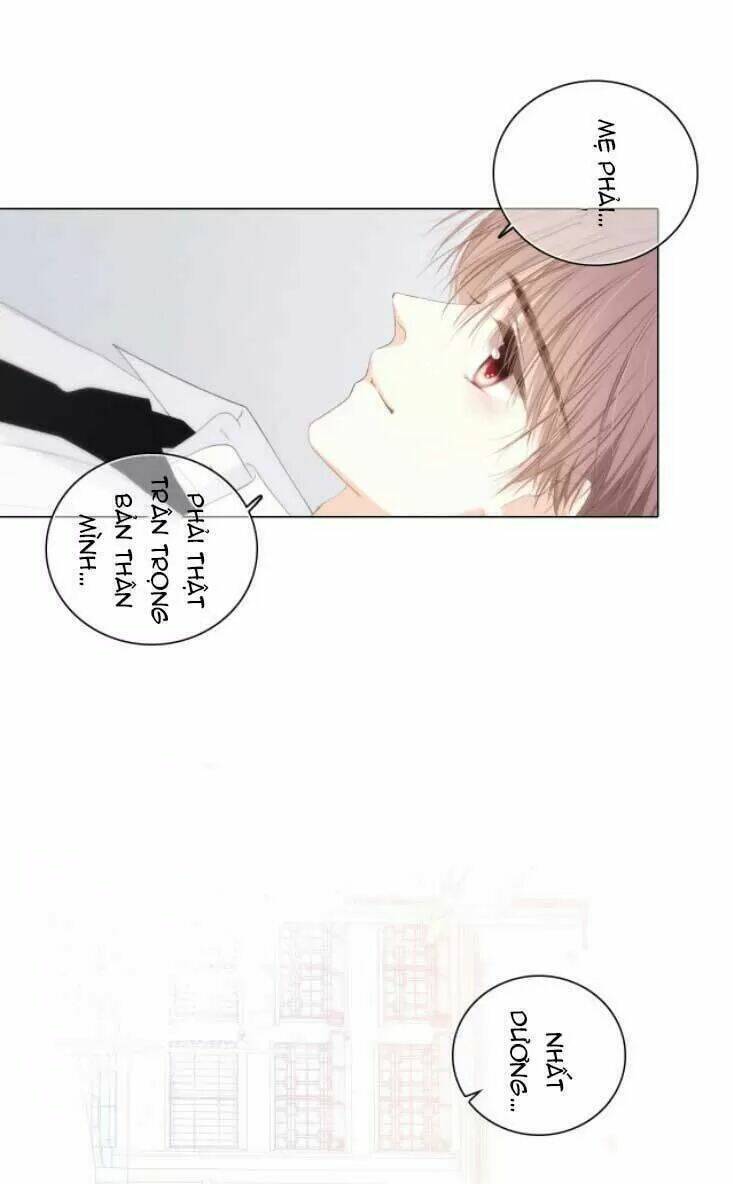 MẸ PHẢI...
PHẢI THẬT
TRÂN TRỌNG
BẢN THÂN
MÌNH...
NHẤT
DƯƠNG...